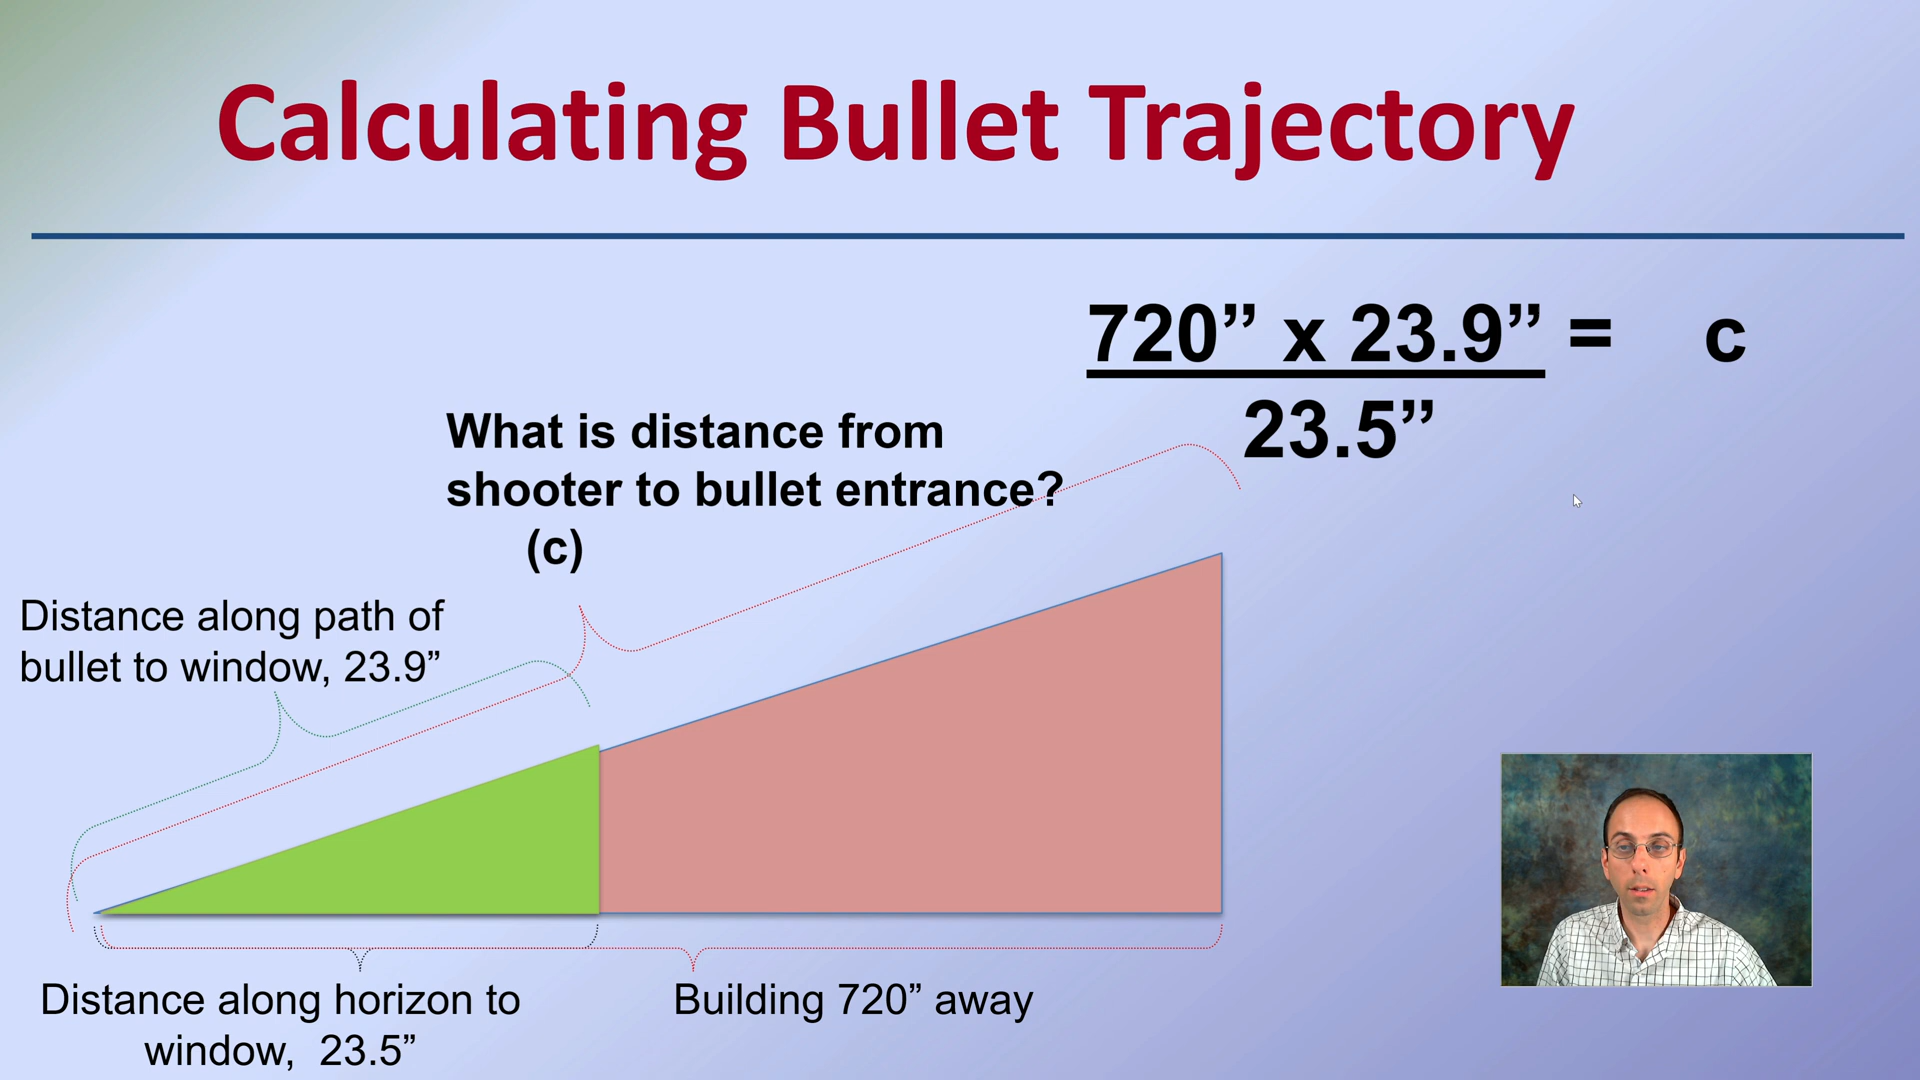 Calculating Bullet Trajectory
720” x 23.9” = c
23.5”
What is distance from
shooter to bullet entrance?
(c)
Distance along path of
bullet to window, 23.9”
Distance along horizon to
window, 23.5”
Building 720” away